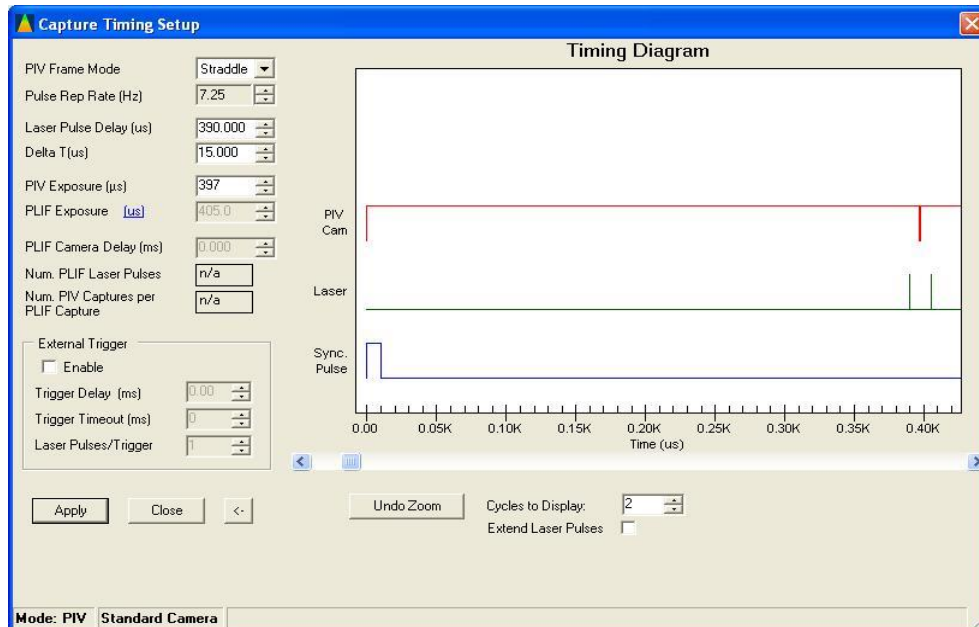 Capture Timing Setup
PIV Frame Mode
Straddle
Pulse Rep Rate (Hz)
7.25
Laser Pulse Delay (us)
390.000
Delta T(us)
15.000
PIV Exposure (µs)
397
PLIF Exposure (us)
405.0
PLIF Camera Delay (ms)
0.000
Num. PLIF Laser Pulses
n/a
Num. PIV Captures per
PLIF Capture
n/a
External Trigger
Enable
Trigger Delay (ms)
0.00
Trigger Timeout (ms)
0
Laser Pulses/Trigger
1
Apply
Close
<-
Timing Diagram
PIV
Cam
Laser
Sync.
Pulse
0.00 0.05K 0.10K 0.15K 0.20K 0.25K 0.30K 0.35K 0.40K
Time (us)
Undo Zoom
Cycles to Display:
2
Extend Laser Pulses
Mode: PIV
Standard Camera